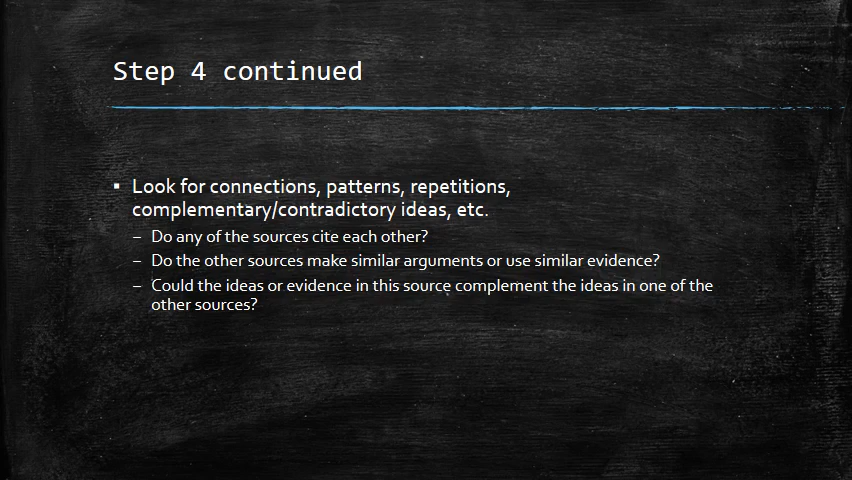 Step 4 continued
▪ Look for connections, patterns, repetitions,
complementary/contradictory ideas, etc.
– Do any of the sources cite each other?
– Do the other sources make similar arguments or use similar evidence?
– Could the ideas or evidence in this source complement the ideas in one of the
other sources?